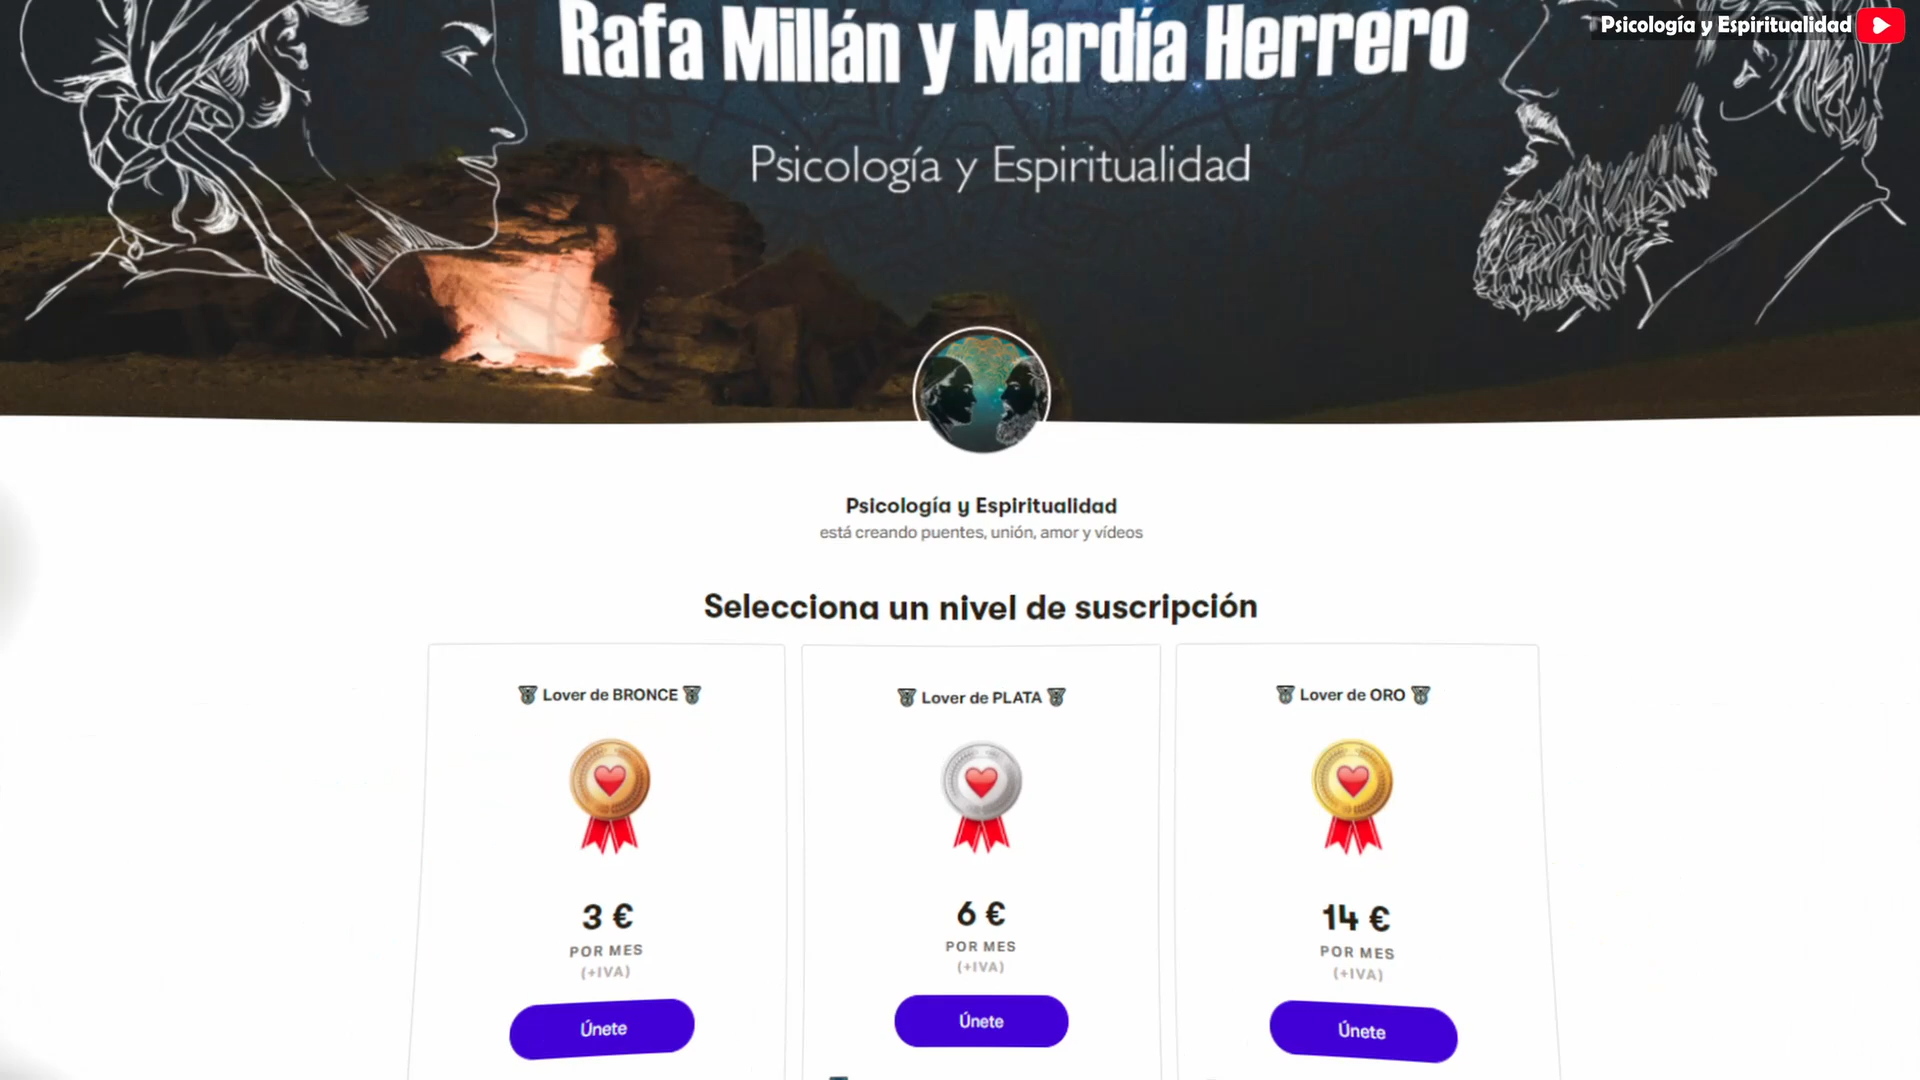 Psicología y Espiritualidad
Rafa Millán y Mardía Herrero
Psicología y Espiritualidad
Psicología y Espiritualidad
está creando puentes, unión, amor y vídeos
Selecciona un nivel de suscripción
Lover de BRONCE
Lover de PLATA
Lover de ORO
3 €
POR MES
(+IVA)
Únete
6 €
POR MES
(+IVA)
Únete
14 €
POR MES
(+IVA)
Únete